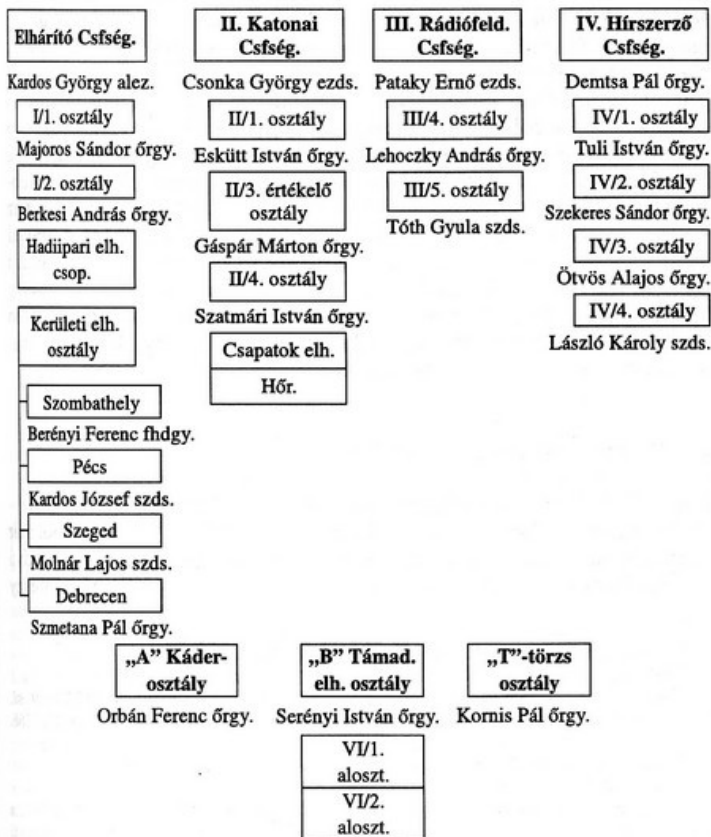 Elhárító Csfség.
Kardos György alez.
I/1. osztály
Majoros Sándor őrgy.
I/2. osztály
Berkesi András őrgy.
Hadiipari elh.
csop.
Kerületi elh.
osztály
Szombathely
Berényi Ferenc fhdgy.
Pécs
Kardos József szds.
Szeged
Molnár Lajos szds.
Debrecen
Szmetana Pál őrgy.
II. Katonai
Csfség.
Csonka György ezds.
II/1. osztály
Eskütt István őrgy.
II/3. értékelő
osztály
Gáspár Márton őrgy.
II/4. osztály
Szatmári István őrgy.
Csapatok elh.
Hőr.
III. Rádiófeld.
Csfség.
Pataky Ernő ezds.
III/4. osztály
Lehoczky András őrgy.
III/5. osztály
Tóth Gyula szds.
IV. Hírszerző
Csfség.
Demtsa Pál őrgy.
IV/1. osztály
Tuli István őrgy.
IV/2. osztály
Szekeres Sándor őrgy.
IV/3. osztály
Ötvös Alajos őrgy.
IV/4. osztály
László Károly szds.
„A” Káder-
osztály
Orbán Ferenc őrgy.
„B” Támad.
elh. osztály
Serényi István őrgy.
VI/1.
aloszt.
VI/2.
aloszt.
„T”-törzs
osztály
Kornis Pál őrgy.